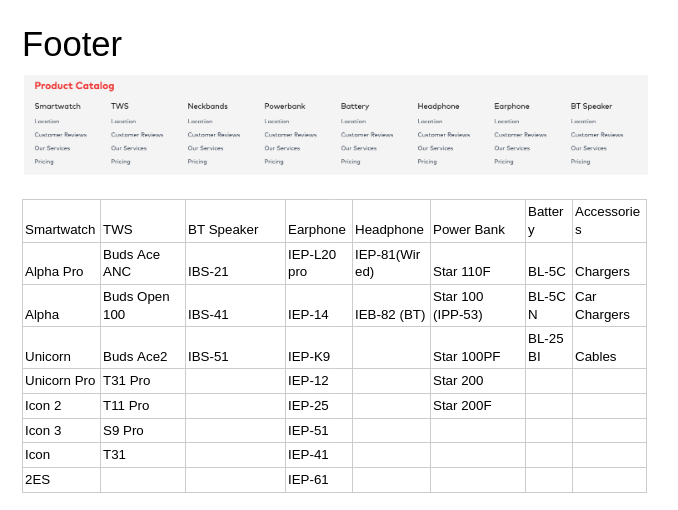 Footer
Product Catalog
Smartwatch TWS Neckbands Powerbank Battery Headphone Earphone BT Speaker
Location Location Location Location Location Location Location Location
Customer Reviews Customer Reviews Customer Reviews Customer Reviews Customer Reviews Customer Reviews Customer Reviews Customer Reviews
Our Services Our Services Our Services Our Services Our Services Our Services Our Services Our Services
Pricing Pricing Pricing Pricing Pricing Pricing Pricing Pricing
Smartwatch TWS BT Speaker Earphone Headphone Power Bank Battery Accessories
Alpha Pro Buds Ace ANC IBS-21 IEP-L20 pro IEP-81(Wired) Star 110F BL-5C Chargers
Alpha Buds Open 100 IBS-41 IEP-14 IEB-82 (BT) Star 100 (IPP-53) BL-5CN Car Chargers
Unicorn Buds Ace2 IBS-51 IEP-K9 Star 100PF BL-25BI Cables
Unicorn Pro T31 Pro IEP-12 Star 200
Icon 2 T11 Pro IEP-25 Star 200F
Icon 3 S9 Pro IEP-51
Icon T31 IEP-41
2ES IEP-61